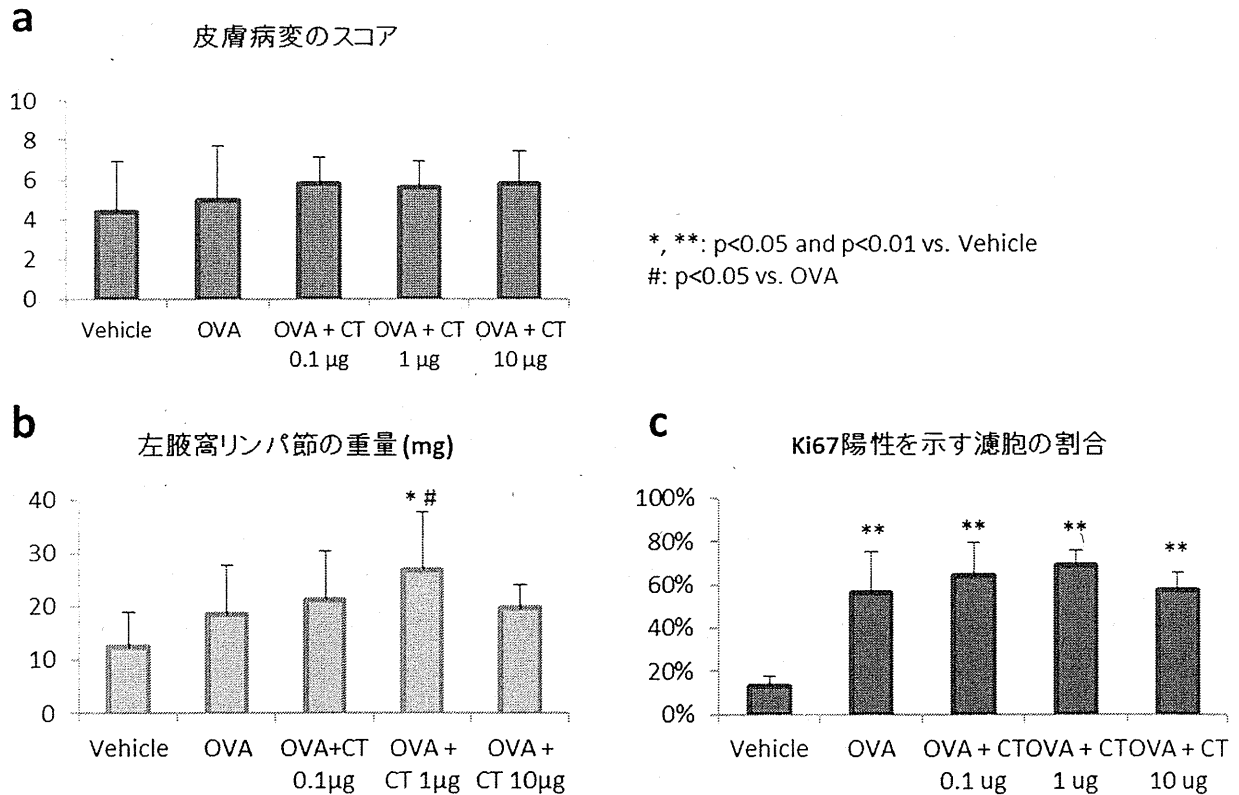 a
皮膚病変のスコア
10
8
6
4
2
0
Vehicle OVA OVA + CT OVA + CT OVA + CT
0.1 µg 1 µg 10 µg
*, **: p<0.05 and p<0.01 vs. Vehicle
#: p<0.05 vs. OVA
b
左腋窩リンパ節の重量(mg)
* #
40
30
20
10
0
Vehicle OVA OVA+CT OVA + OVA +
0.1µg CT 1µg CT 10µg
c
Ki67陽性を示す濾胞の割合
100%
80%
60%
40%
20%
0%
** ** ** **
Vehicle OVA OVA + CT OVA + CT OVA + CT
0.1 ug 1 ug 10 ug